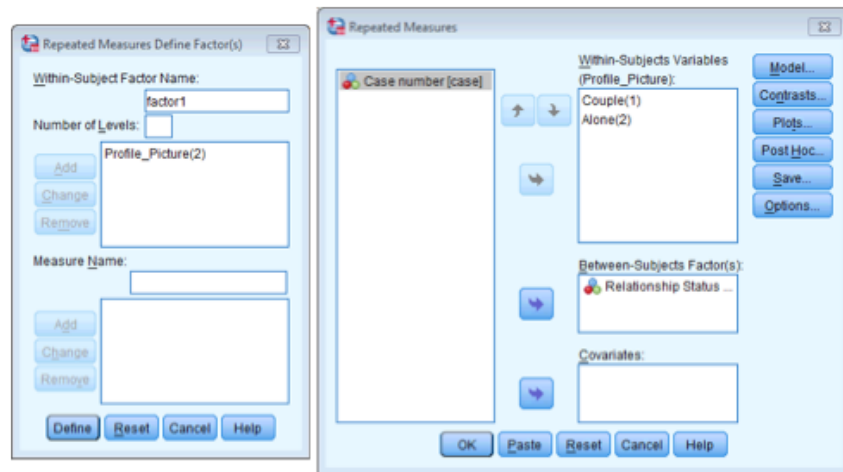 Repeated Measures Define Factor(s)
Within-Subject Factor Name:
factor1
Number of Levels:
Add
Change
Remove
Profile_Picture(2)
Measure Name:
Add
Change
Remove
Define Reset Cancel Help
Repeated Measures
Case number [case]
Within-Subjects Variables
(Profile_Picture):
Couple(1)
Alone(2)
Between-Subjects Factor(s):
Relationship Status ...
Covariates:
Model...
Contrasts...
Plots...
Post Hoc...
Save...
Options...
OK Paste Reset Cancel Help